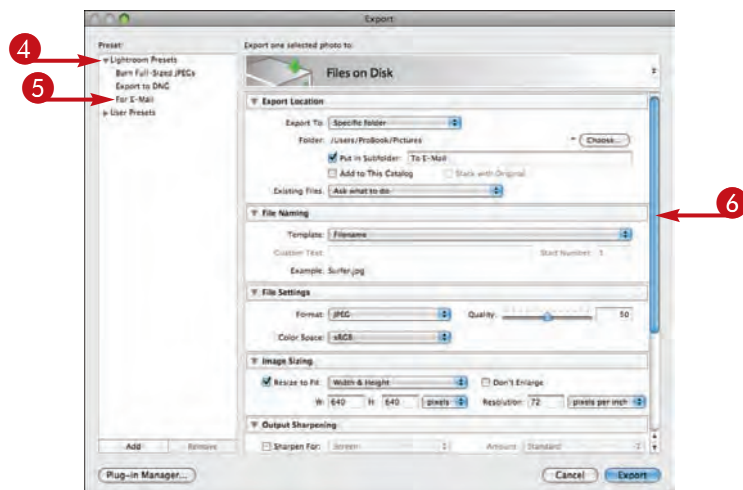 Export
Preset:
Export one selected photo to:
4
Lightroom Presets
Burn Full-Sized JPEGs
Export to DNG
5
For E-Mail
User Presets
Files on Disk
Export Location
Export To: Specific folder
Folder: /Users/ProBook/Pictures Choose...
Put in Subfolder: To E-Mail
Add to This Catalog Stack with Original
Existing Files: Ask what to do
6
File Naming
Template: Filename
Custom Text: Start Number: 1
Example: Surfer.jpg
File Settings
Format: JPEG Quality: 50
Color Space: sRGB
Image Sizing
Resize to Fit: Width & Height Don't Enlarge
W: 640 H: 640 pixels Resolution: 72 pixels per inch
Output Sharpening
Sharpen For: Screen Amount: Standard
Add Remove
Plug-in Manager... Cancel Export